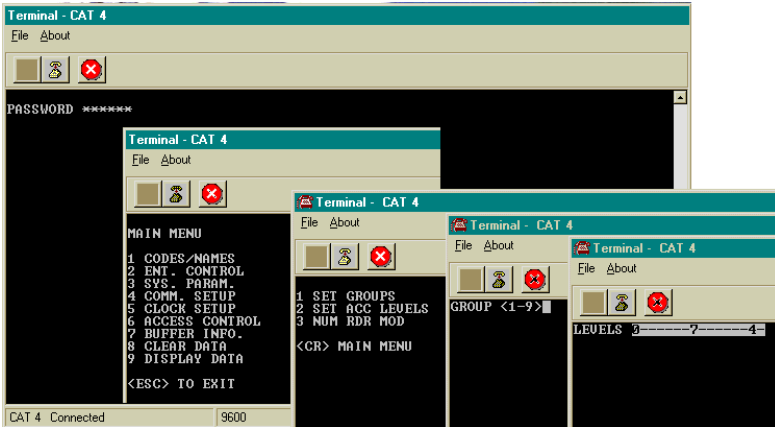 Terminal - CAT 4
File About
PASSWORD ******
Terminal - CAT 4
File About
MAIN MENU
1 CODES/NAMES
2 ENT. CONTROL
3 SYS. PARAM.
4 COMM. SETUP
5 CLOCK SETUP
6 ACCESS CONTROL
7 BUFFER INFO.
8 CLEAR DATA
9 DISPLAY DATA
<ESC> TO EXIT
Terminal - CAT 4
File About
1 SET GROUPS
2 SET ACC LEVELS
3 NUM RDR MOD
<CR> MAIN MENU
Terminal - CAT 4
File About
GROUP <1-9>
Terminal - CAT 4
File About
LEVELS 0------7------4-
CAT 4 Connected
9600